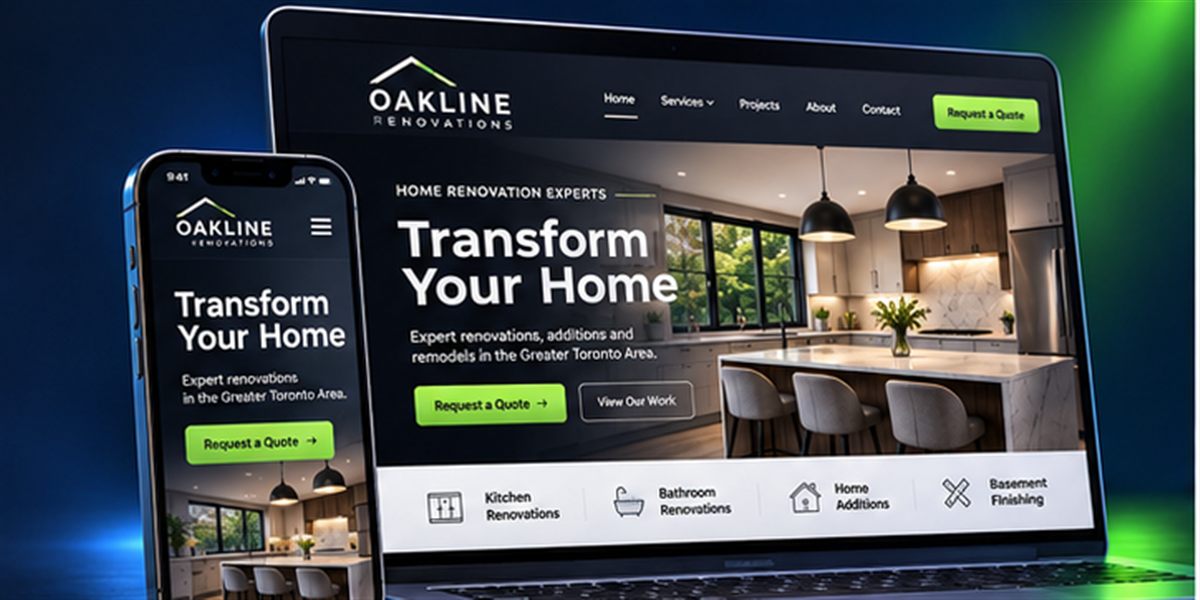 OAKLINE
RENOVATIONS
Home
Services
Projects
About
Contact
Request a Quote
HOME RENOVATION EXPERTS
Transform
Your Home
Expert renovations, additions and
remodels in the Greater Toronto Area.
Request a Quote →
View Our Work
Kitchen
Renovations
Bathroom
Renovations
Home
Additions
Basement
Finishing
9:41
OAKLINE
RENOVATIONS
Transform
Your Home
Expert renovations
in the Greater Toronto Area.
Request a Quote →